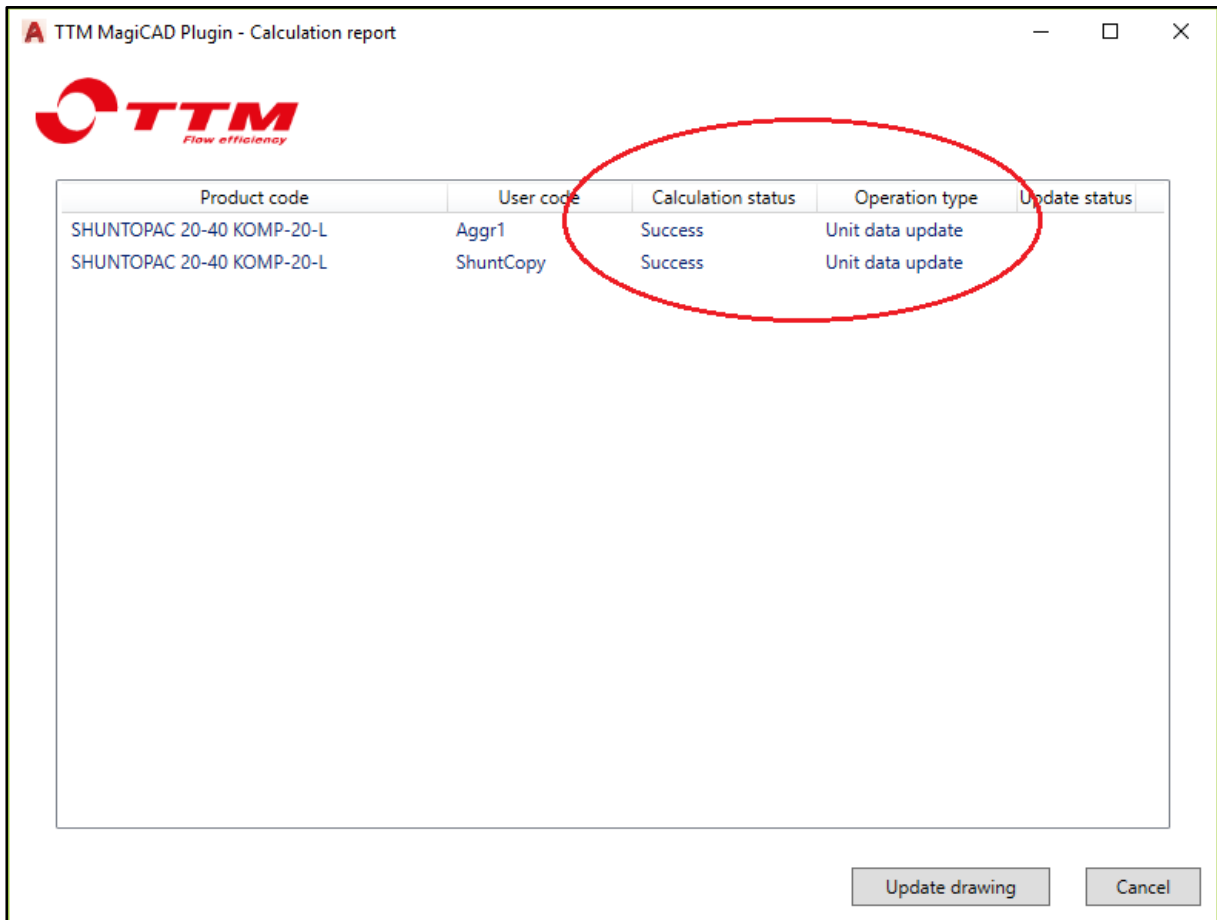 TTM MagiCAD Plugin - Calculation report
TTM
Flow efficiency
Product code User code Calculation status Operation type Update status
SHUNTOPAC 20-40 KOMP-20-L Aggr1 Success Unit data update
SHUNTOPAC 20-40 KOMP-20-L ShuntCopy Success Unit data update
Update drawing Cancel